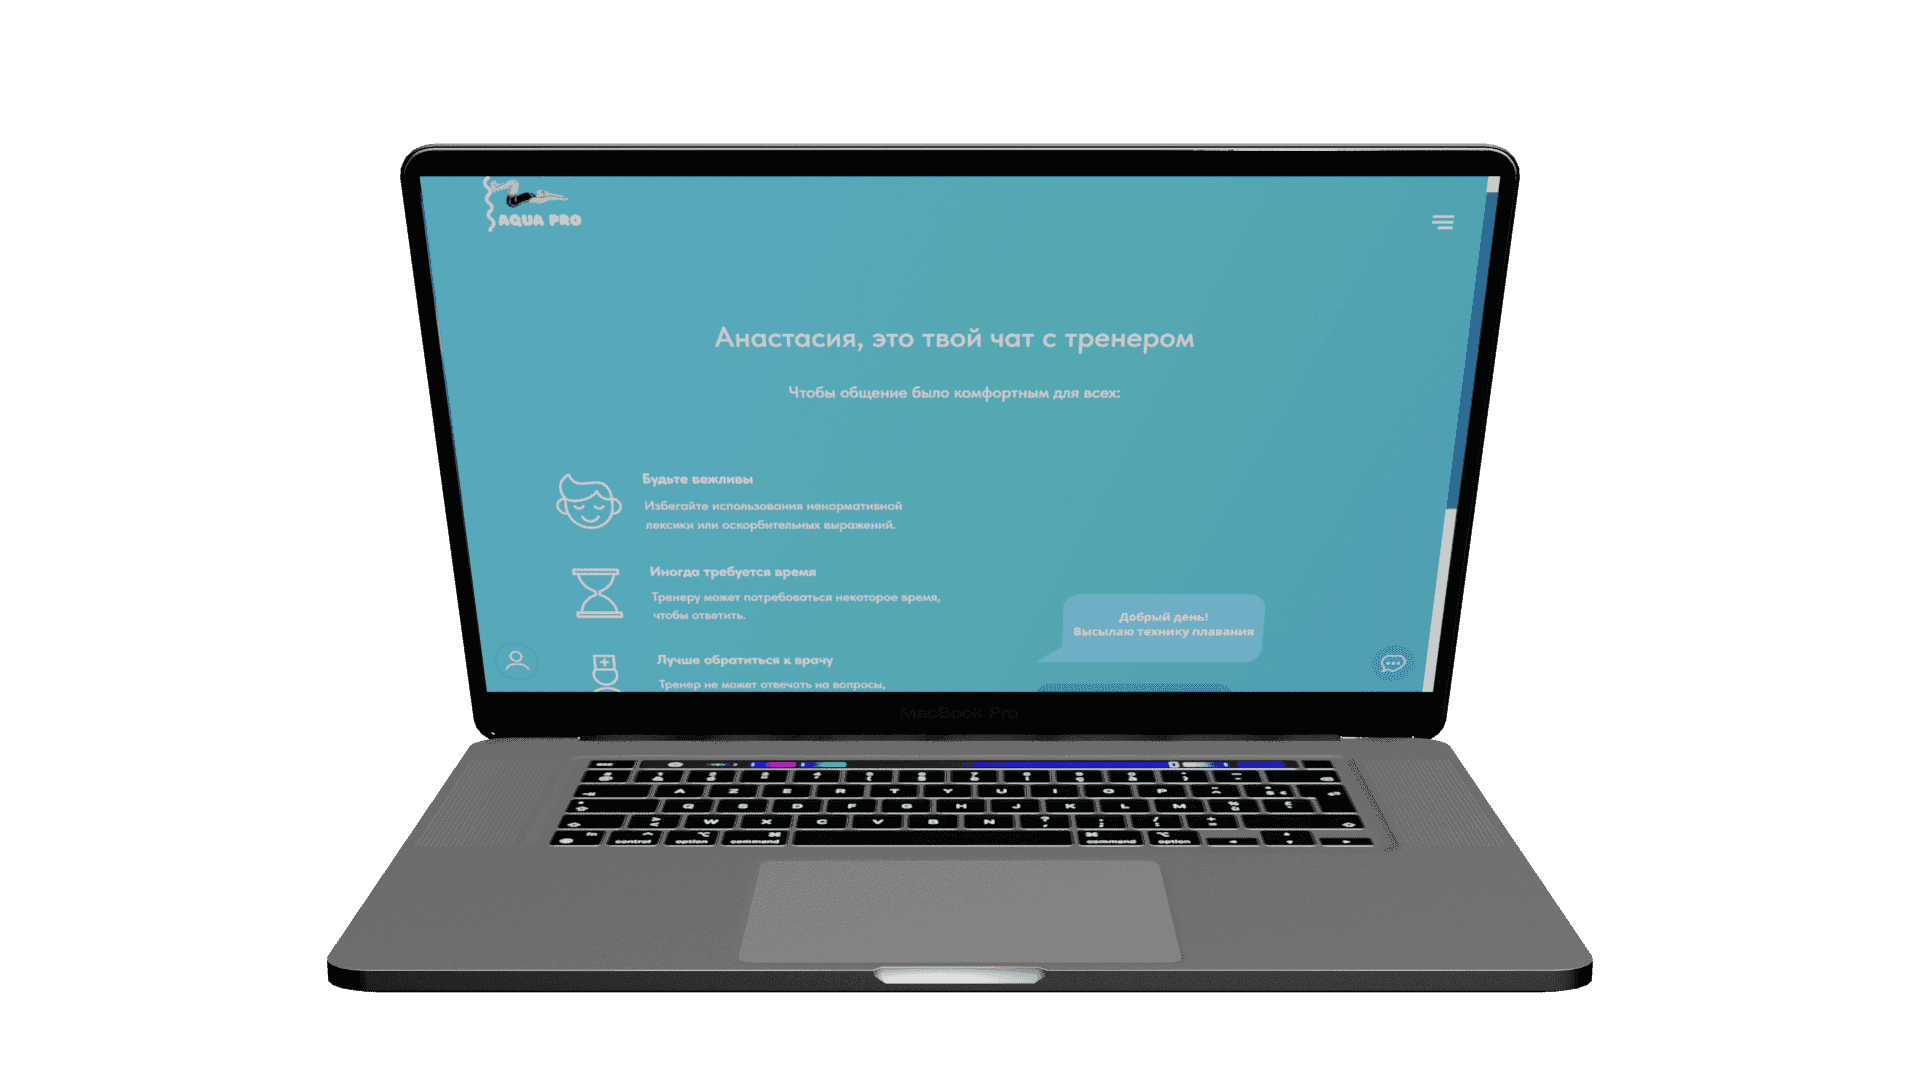 AQUA PRO
Анастасия, это твой чат с тренером
Чтобы общение было комфортным для всех:
Будьте вежливы
Избегайте использования ненормативной
лексики или оскорбительных выражений.
Иногда требуется время
Тренеру может потребоваться некоторое время,
чтобы ответить.
Лучше обратиться к врачу
Тренер не может отвечать на вопросы,
Добрый день!
Высылаю технику плавания
MacBook Pro
A Z E R T Y U I O P
Q S D F G H J K L M
W X C V B N
fn control option command command option